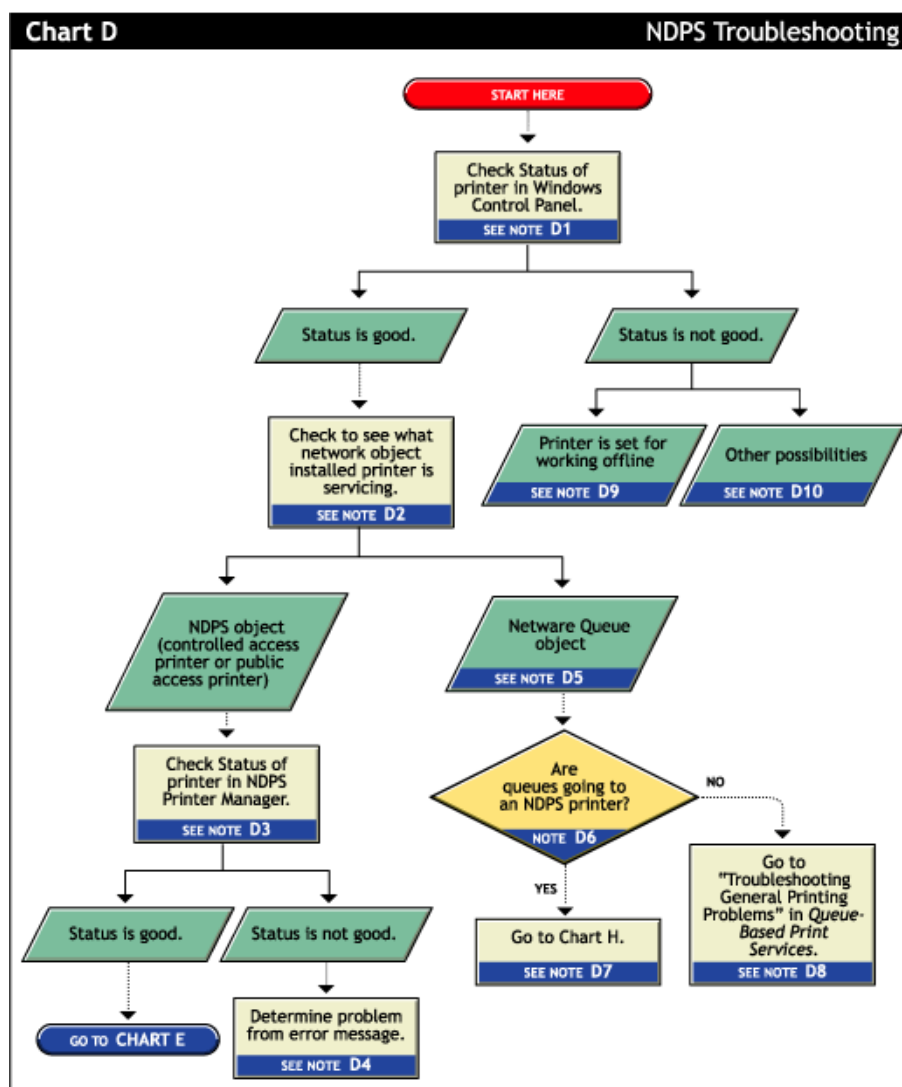 Chart D
NDPS Troubleshooting
START HERE
Check Status of
printer in Windows
Control Panel.
SEE NOTE D1
Status is good.
Status is not good.
Check to see what
network object
installed printer is
servicing.
SEE NOTE D2
Printer is set for
working offline
SEE NOTE D9
Other possibilities
SEE NOTE D10
NDPS object
(controlled access
printer or public
access printer)
Netware Queue
object
SEE NOTE D5
Check Status of
printer in NDPS
Printer Manager.
SEE NOTE D3
Are
queues going to
an NDPS printer?
NOTE D6
NO
YES
Go to
"Troubleshooting
General Printing
Problems" in Queue-
Based Print
Services.
SEE NOTE D8
Status is good.
Status is not good.
Go to Chart H.
SEE NOTE D7
GO TO CHART E
Determine problem
from error message.
SEE NOTE D4